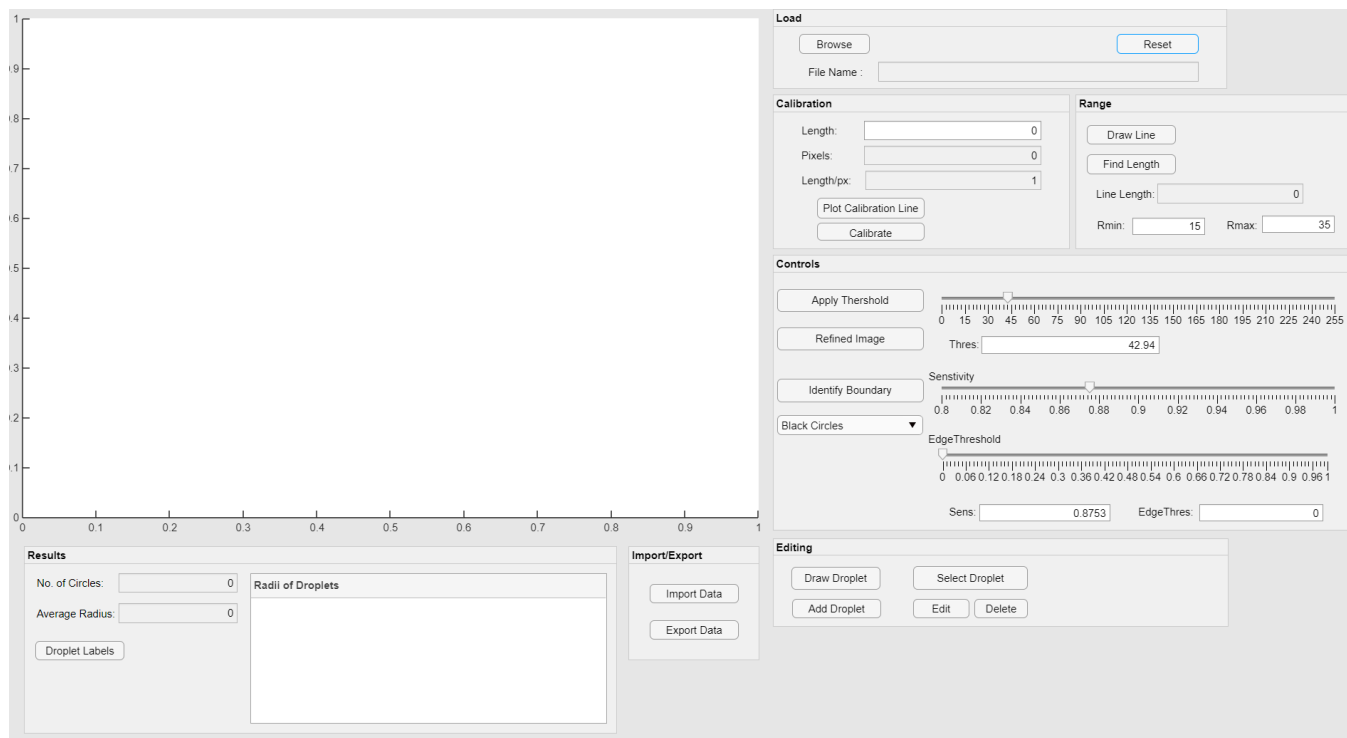 1
0.9
0.8
0.7
0.6
0.5
0.4
0.3
0.2
0.1
0
0 0.1 0.2 0.3 0.4 0.5 0.6 0.7 0.8 0.9 1
Load
Browse Reset
File Name :
Calibration
Length: 0
Pixels: 0
Length/px: 1
Plot Calibration Line
Calibrate
Range
Draw Line
Find Length
Line Length: 0
Rmin: 15 Rmax: 35
Controls
Apply Thershold
0 15 30 45 60 75 90 105 120 135 150 165 180 195 210 225 240 255
Refined Image
Thres: 42.94
Senstivity
Identify Boundary
0.8 0.82 0.84 0.86 0.88 0.9 0.92 0.94 0.96 0.98 1
Black Circles
EdgeThreshold
0 0.06 0.12 0.18 0.24 0.3 0.36 0.42 0.48 0.54 0.6 0.66 0.72 0.78 0.84 0.9 0.96 1
Sens: 0.8753 EdgeThres: 0
Results
No. of Circles: 0
Average Radius: 0
Droplet Labels
Radii of Droplets
Import/Export
Import Data
Export Data
Editing
Draw Droplet Select Droplet
Add Droplet Edit Delete